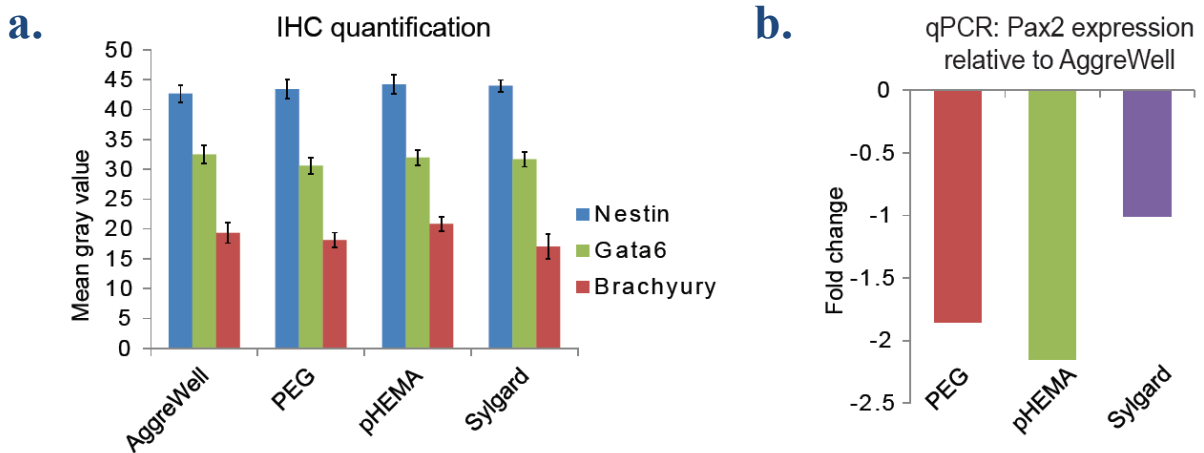 a.
IHC quantification
Mean gray value
50
45
40
35
30
25
20
15
10
5
0
AggreWell
PEG
pHEMA
Sylgard
Nestin
Gata6
Brachyury
b.
qPCR: Pax2 expression
relative to AggreWell
Fold change
0
-0.5
-1
-1.5
-2
-2.5
PEG
pHEMA
Sylgard